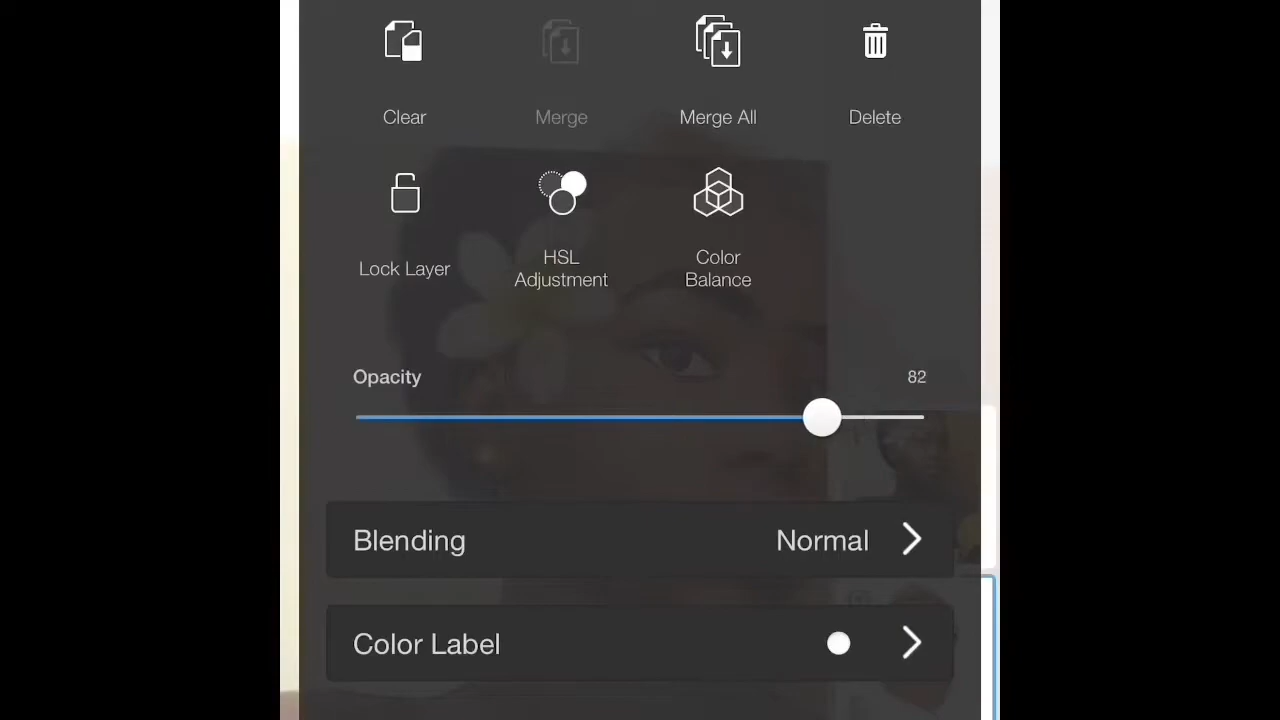 Clear
Merge
Merge All
Delete
Lock Layer
HSL
Adjustment
Color
Balance
Opacity
82
Blending
Normal
Color Label